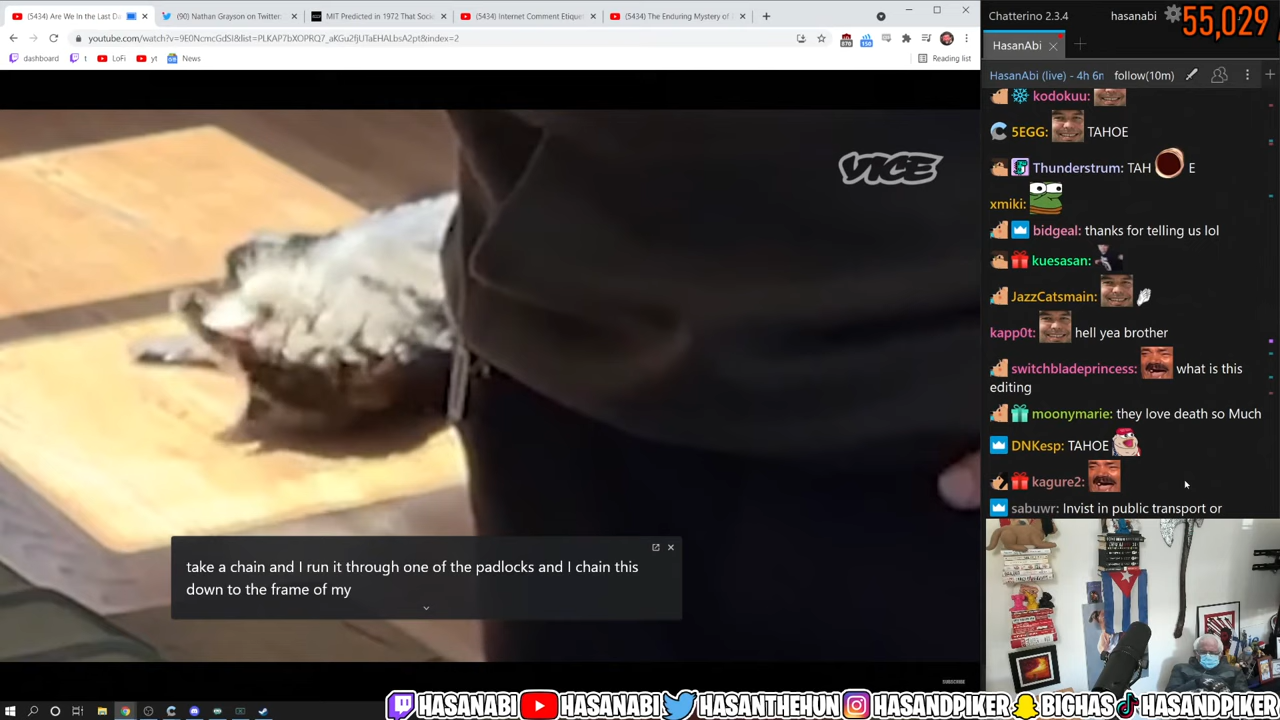 (5434) Are We In the Last Da
(90) Nathan Grayson on Twitter:
MIT Predicted in 1972 That Socie
(5434) Internet Comment Etique
(5434) The Enduring Mystery of
youtube.com/watch?v=9E0NcmcGdSI&list=PLKAP7bXOPRQ7_aKGu2fjUTaEHALbsA2pt&index=2
dashboard
t
LoFi
yt
News
Reading list
VICE
take a chain and I run it through one of the padlocks and I chain this
down to the frame of my
SUBSCRIBE
Chatterino 2.3.4
hasanabi
55,029
HasanAbi
HasanAbi (live) - 4h 6m
follow(10m)
kodokuu:
5EGG: TAHOE
Thunderstrum: TAH E
xmiki:
bidgeal: thanks for telling us lol
kuesasan:
JazzCatsmain:
kapp0t: hell yea brother
switchbladeprincess: what is this
editing
moonymarie: they love death so Much
DNKesp: TAHOE
kagure2:
sabuwr: Invist in public transport or
HASANABI
HASANABI
HASANTHEHUN
HASANDPIKER
BIGHAS
HASANDPIKER